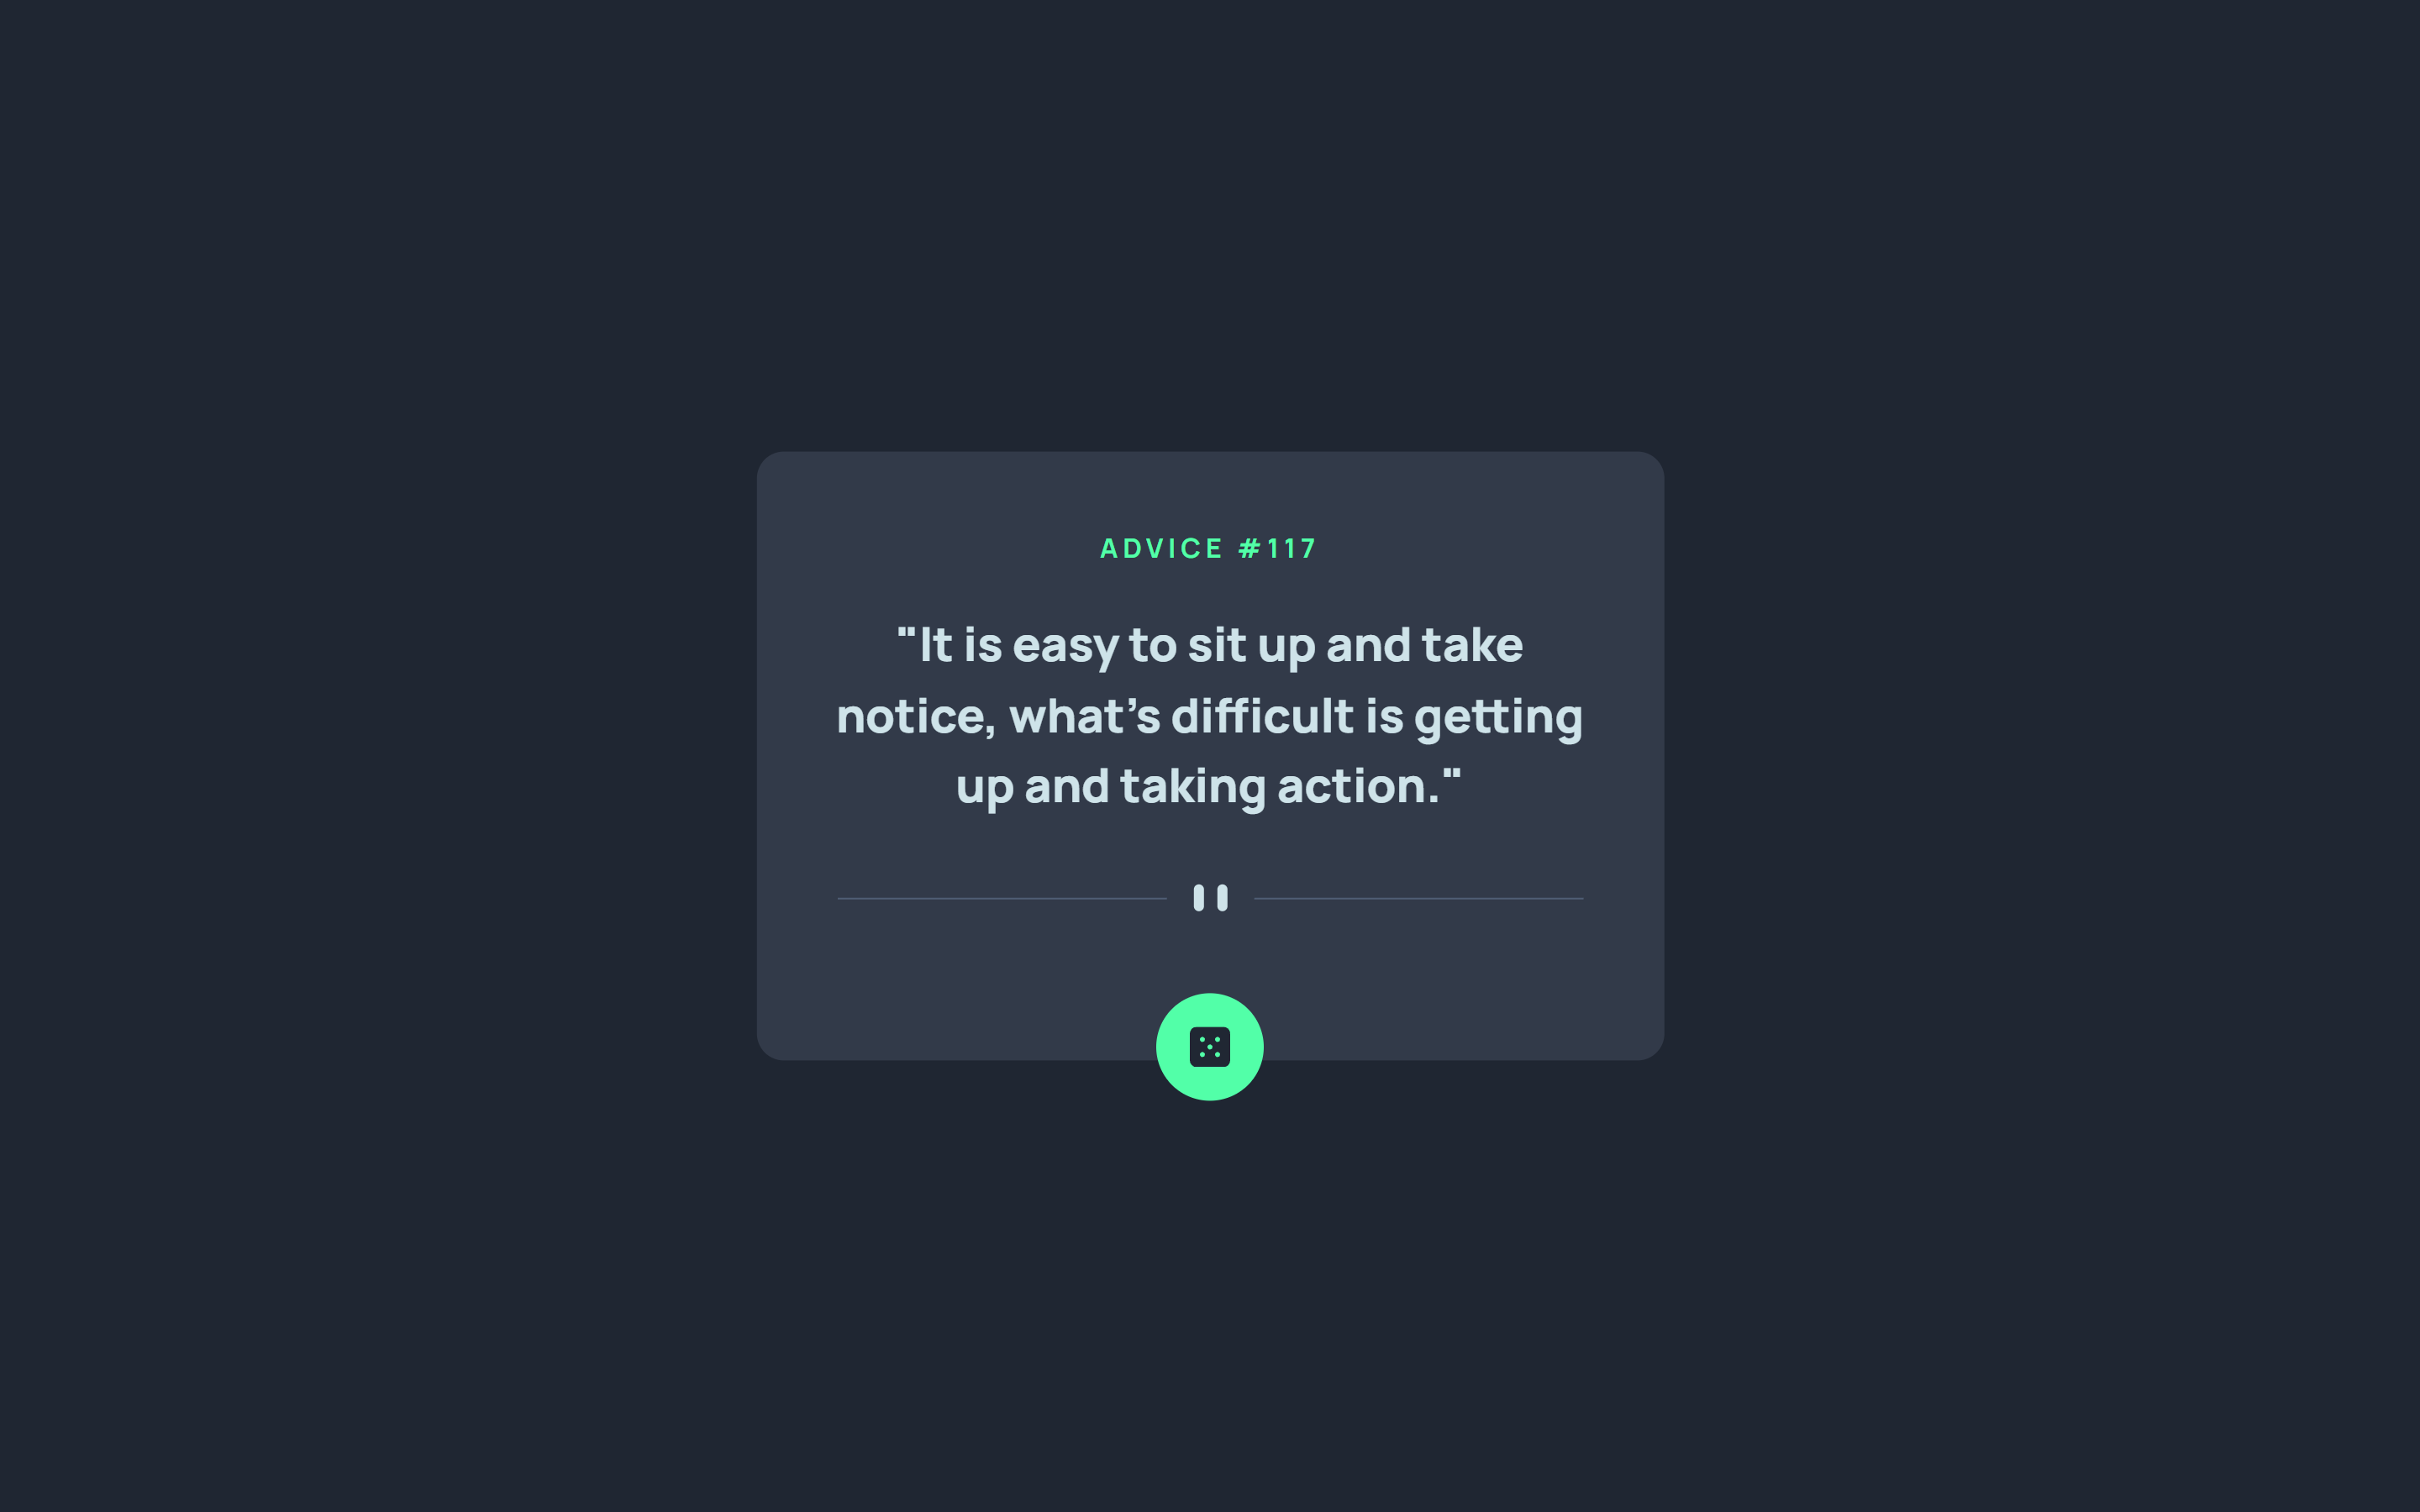 ADVICE #117
"It is easy to sit up and take
notice, what’s difficult is getting
up and taking action."